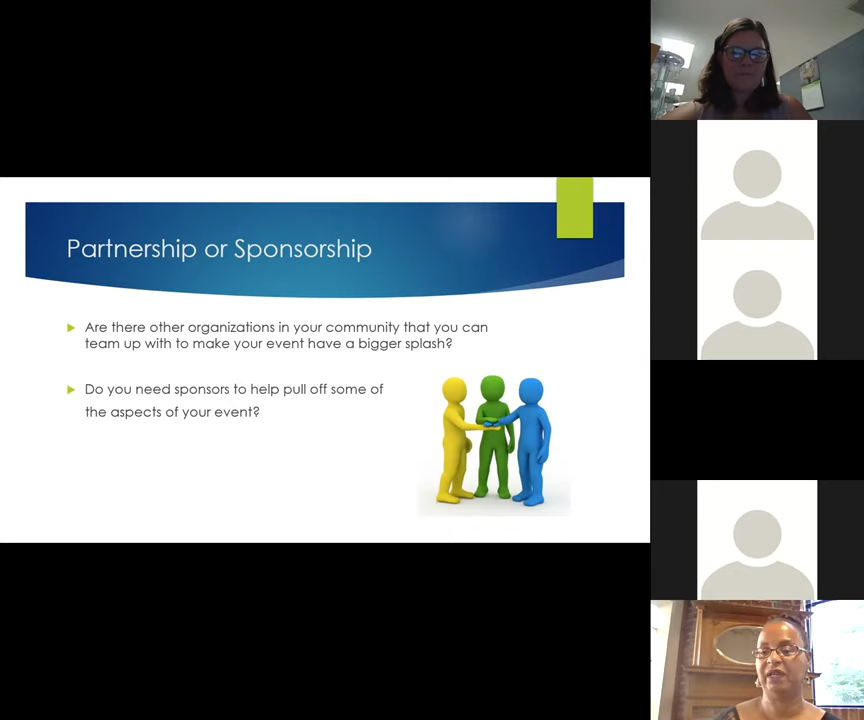 Partnership or Sponsorship
Are there other organizations in your community that you can
team up with to make your event have a bigger splash?
Do you need sponsors to help pull off some of
the aspects of your event?